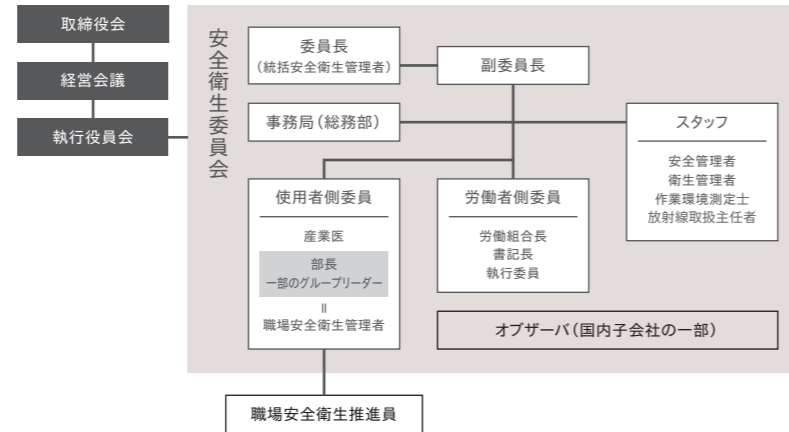 取締役会
経営会議
執行役員会
安全衛生委員会
委員長
(統括安全衛生管理者)
副委員長
事務局(総務部)
スタッフ
安全管理者
衛生管理者
作業環境測定士
放射線取扱主任者
使用者側委員
産業医
部長
一部のグループリーダー
=
職場安全衛生管理者
労働者側委員
労働組合長
書記長
執行委員
オブザーバ(国内子会社の一部)
職場安全衛生推進員